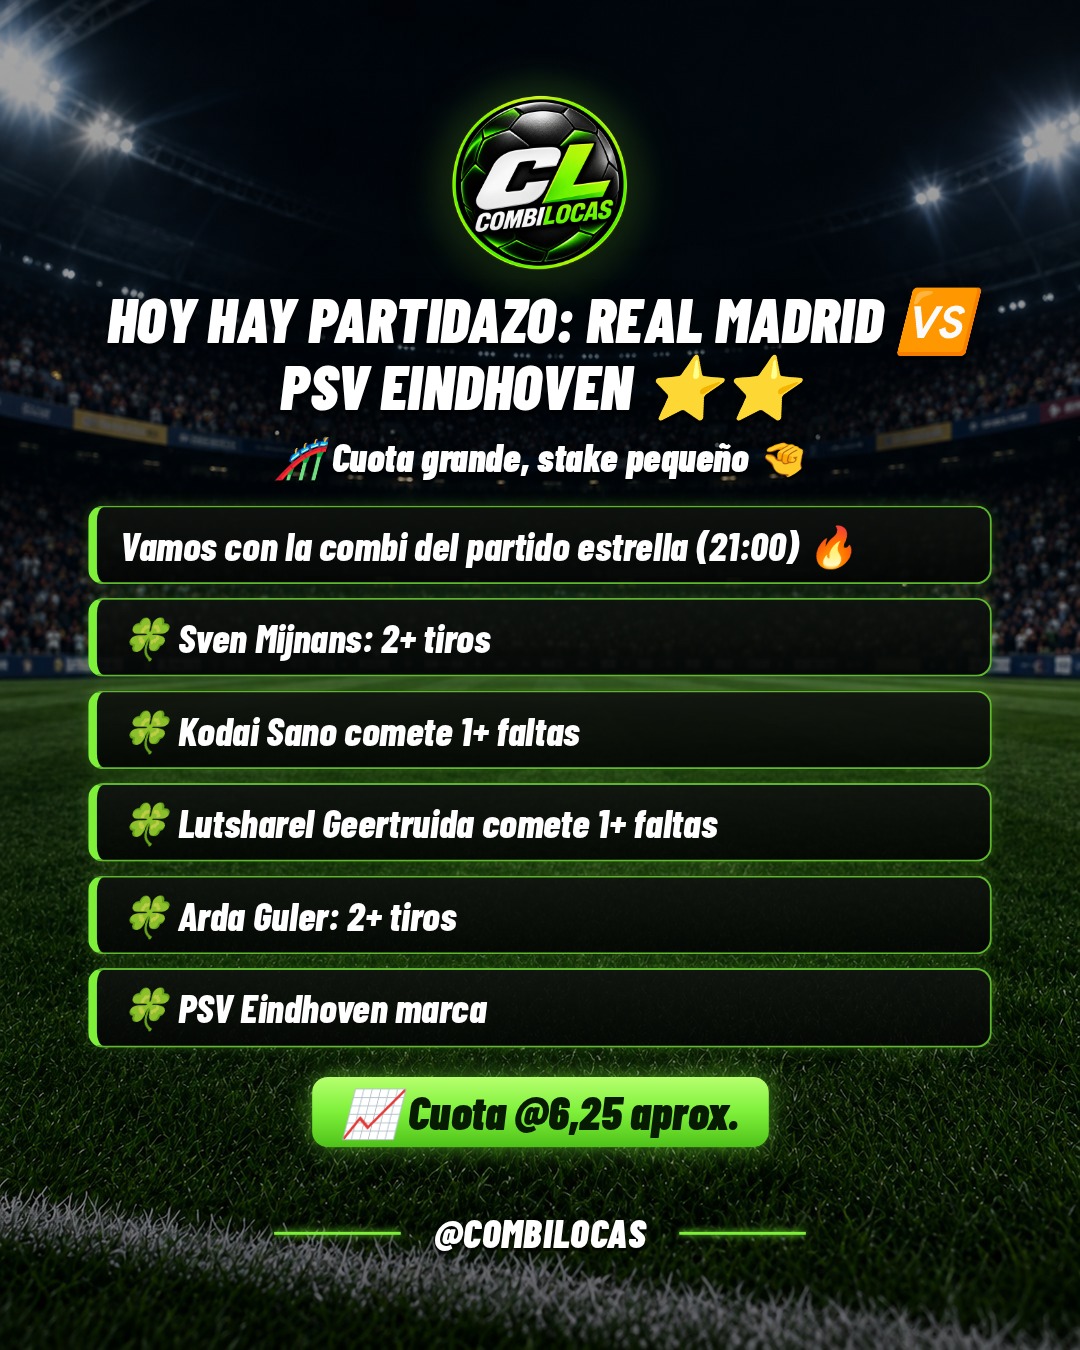 CL
COMBILOCAS
HOY HAY PARTIDAZO: REAL MADRID 🆚
PSV EINDHOVEN ⭐⭐
🎢 Cuota grande, stake pequeño 🤏
Vamos con la combi del partido estrella (21:00) 🔥
🍀 Sven Mijnans: 2+ tiros
🍀 Kodai Sano comete 1+ faltas
🍀 Lutsharel Geertruida comete 1+ faltas
🍀 Arda Guler: 2+ tiros
🍀 PSV Eindhoven marca
📈 Cuota @6,25 aprox.
@COMBILOCAS